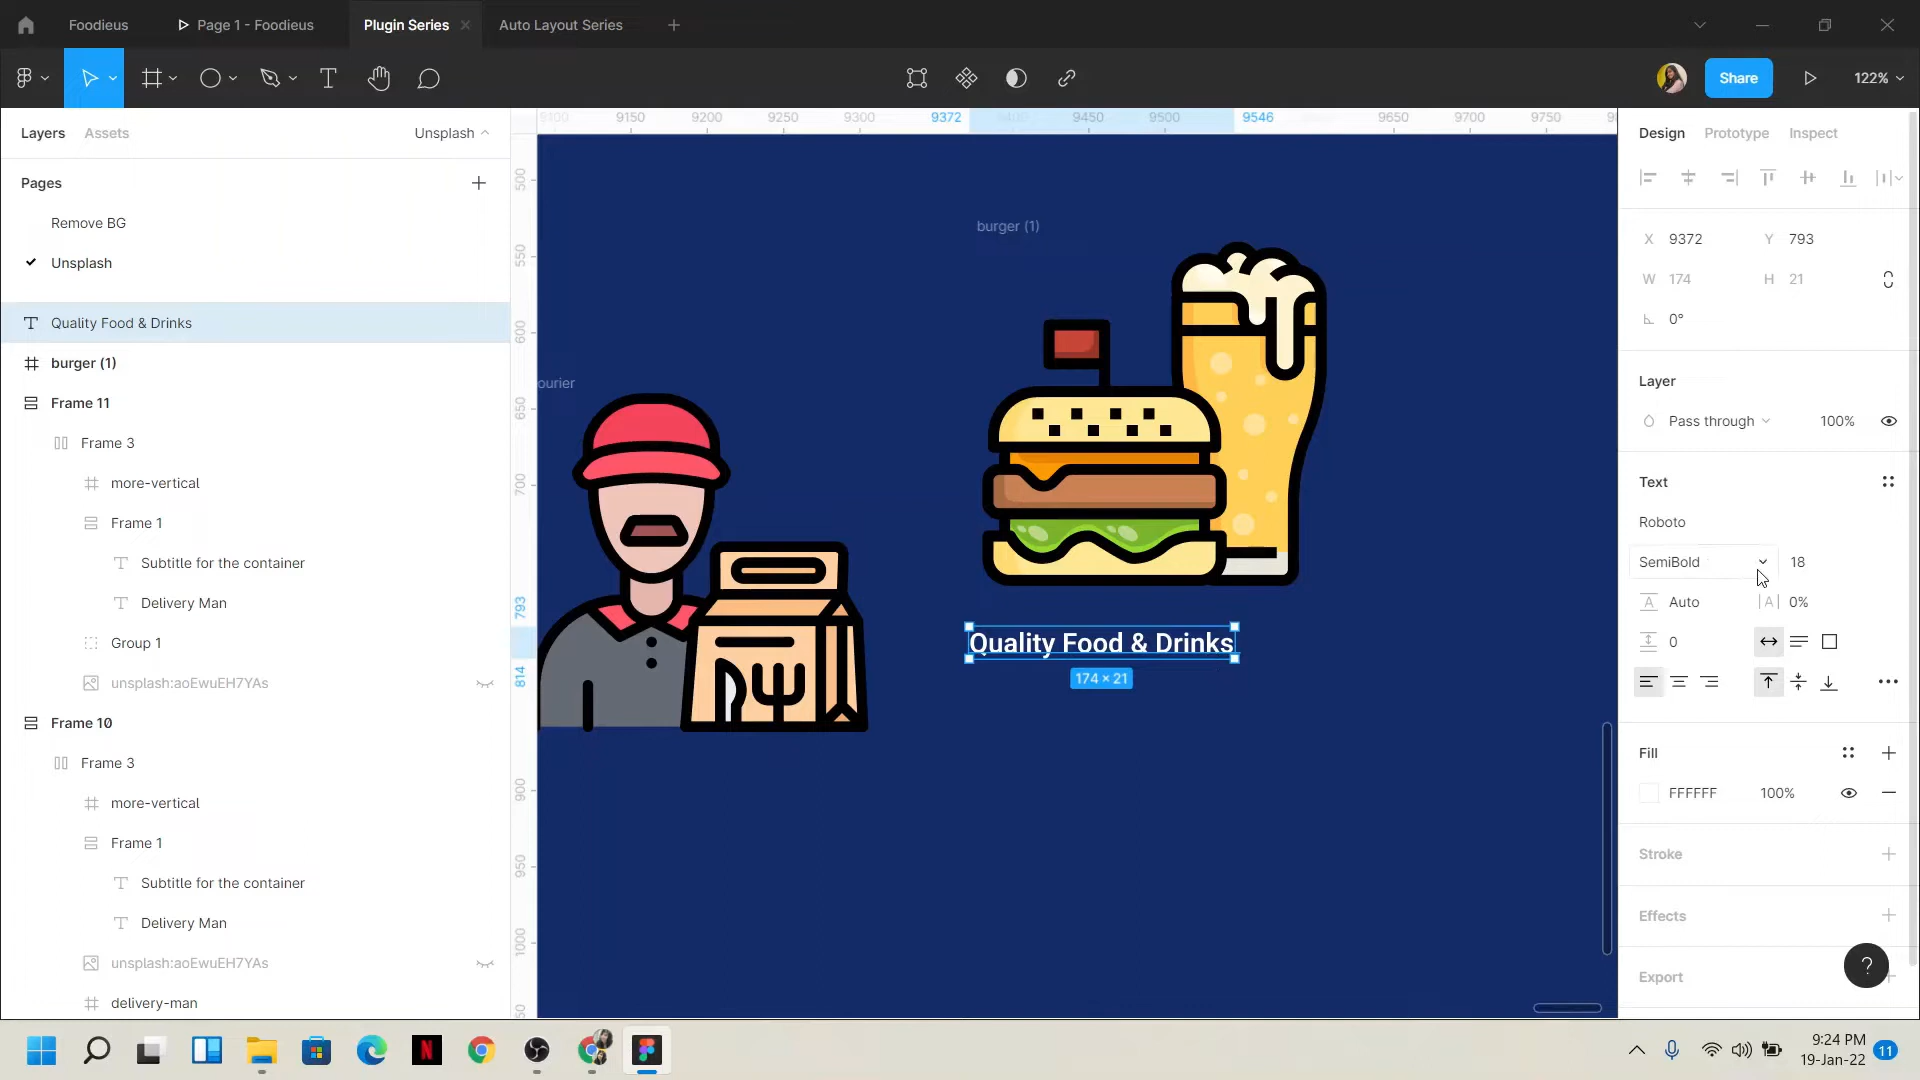 Foodieus
Page 1 - Foodieus
Plugin Series
Auto Layout Series
Share
122%
Layers
Assets
Unsplash
Pages
Remove BG
Unsplash
Quality Food & Drinks
burger (1)
Frame 11
Frame 3
more-vertical
Frame 1
Subtitle for the container
Delivery Man
Group 1
unsplash:aoEwuEH7YAs
Frame 10
Frame 3
more-vertical
Frame 1
Subtitle for the container
Delivery Man
unsplash:aoEwuEH7YAs
delivery-man
9100
9150
9200
9250
9300
9372
9400
9450
9500
9546
9650
9700
9750
500
550
600
650
700
793
814
900
950
1000
burger (1)
ourier
Quality Food & Drinks
174 × 21
Design
Prototype
Inspect
X 9372
Y 793
W 174
H 21
0°
Layer
Pass through
100%
Text
Roboto
SemiBold
18
Auto
0%
0
Fill
FFFFFF
100%
Stroke
Effects
Export
?
9:24 PM
19-Jan-22
11